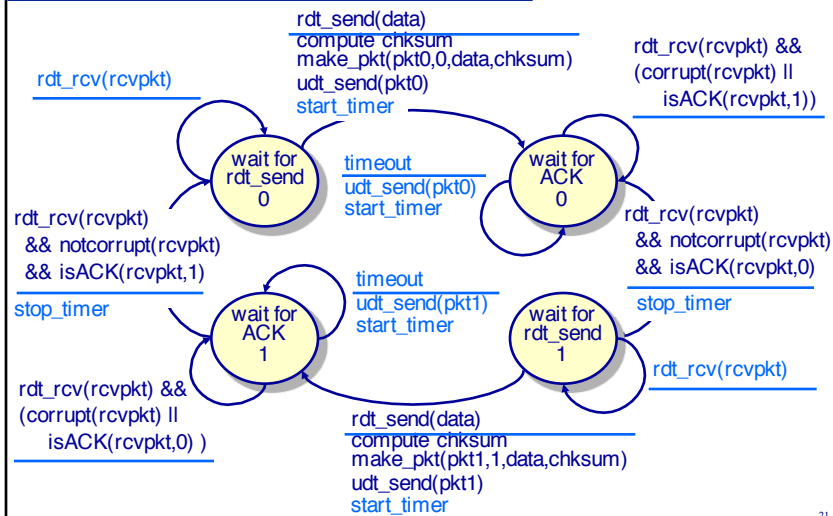 rdt_send(data)
compute chksum
make_pkt(pkt0,0,data,chksum)
udt_send(pkt0)
start_timer
rdt_rcv(rcvpkt) &&
(corrupt(rcvpkt) ||
isACK(rcvpkt,1))
rdt_rcv(rcvpkt)
wait for
rdt_send
0
timeout
udt_send(pkt0)
start_timer
wait for
ACK
0
rdt_rcv(rcvpkt)
&& notcorrupt(rcvpkt)
&& isACK(rcvpkt,1)
stop_timer
rdt_rcv(rcvpkt)
&& notcorrupt(rcvpkt)
&& isACK(rcvpkt,0)
stop_timer
wait for
ACK
1
timeout
udt_send(pkt1)
start_timer
wait for
rdt_send
1
rdt_rcv(rcvpkt)
rdt_rcv(rcvpkt) &&
(corrupt(rcvpkt) ||
isACK(rcvpkt,0) )
rdt_send(data)
compute chksum
make_pkt(pkt1,1,data,chksum)
udt_send(pkt1)
start_timer
21